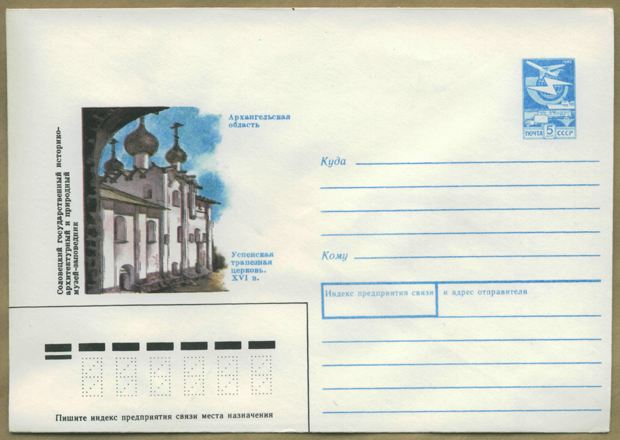 Соловецкий государственный историко-
архитектурный и природный
музей-заповедник
Архангельская
область
Успенская
трапезная
церковь.
XVI в.
ПОЧТА 5 СССР
Куда
Кому
Индекс предприятия связи и адрес отправителя
Пишите индекс предприятия связи места назначения